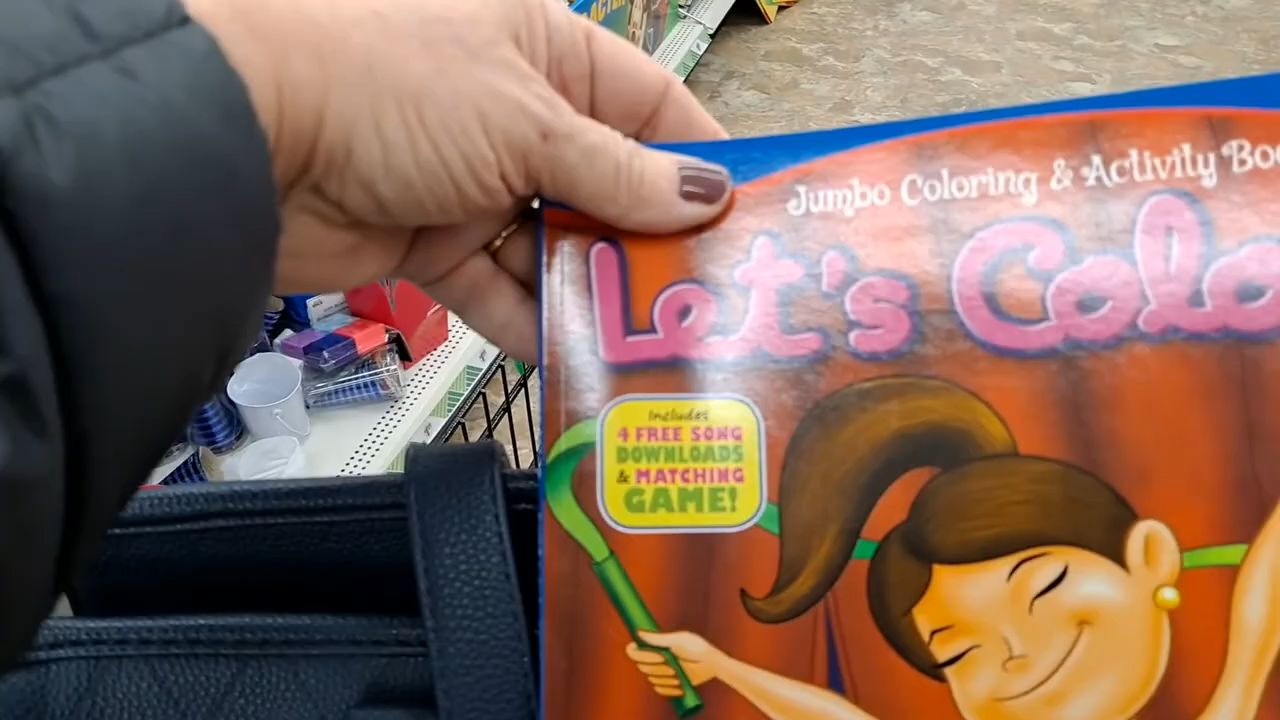 Jumbo Coloring & Activity Boo
Let's Colo
Includes
4 FREE SONG
DOWNLOADS
& MATCHING
GAME!